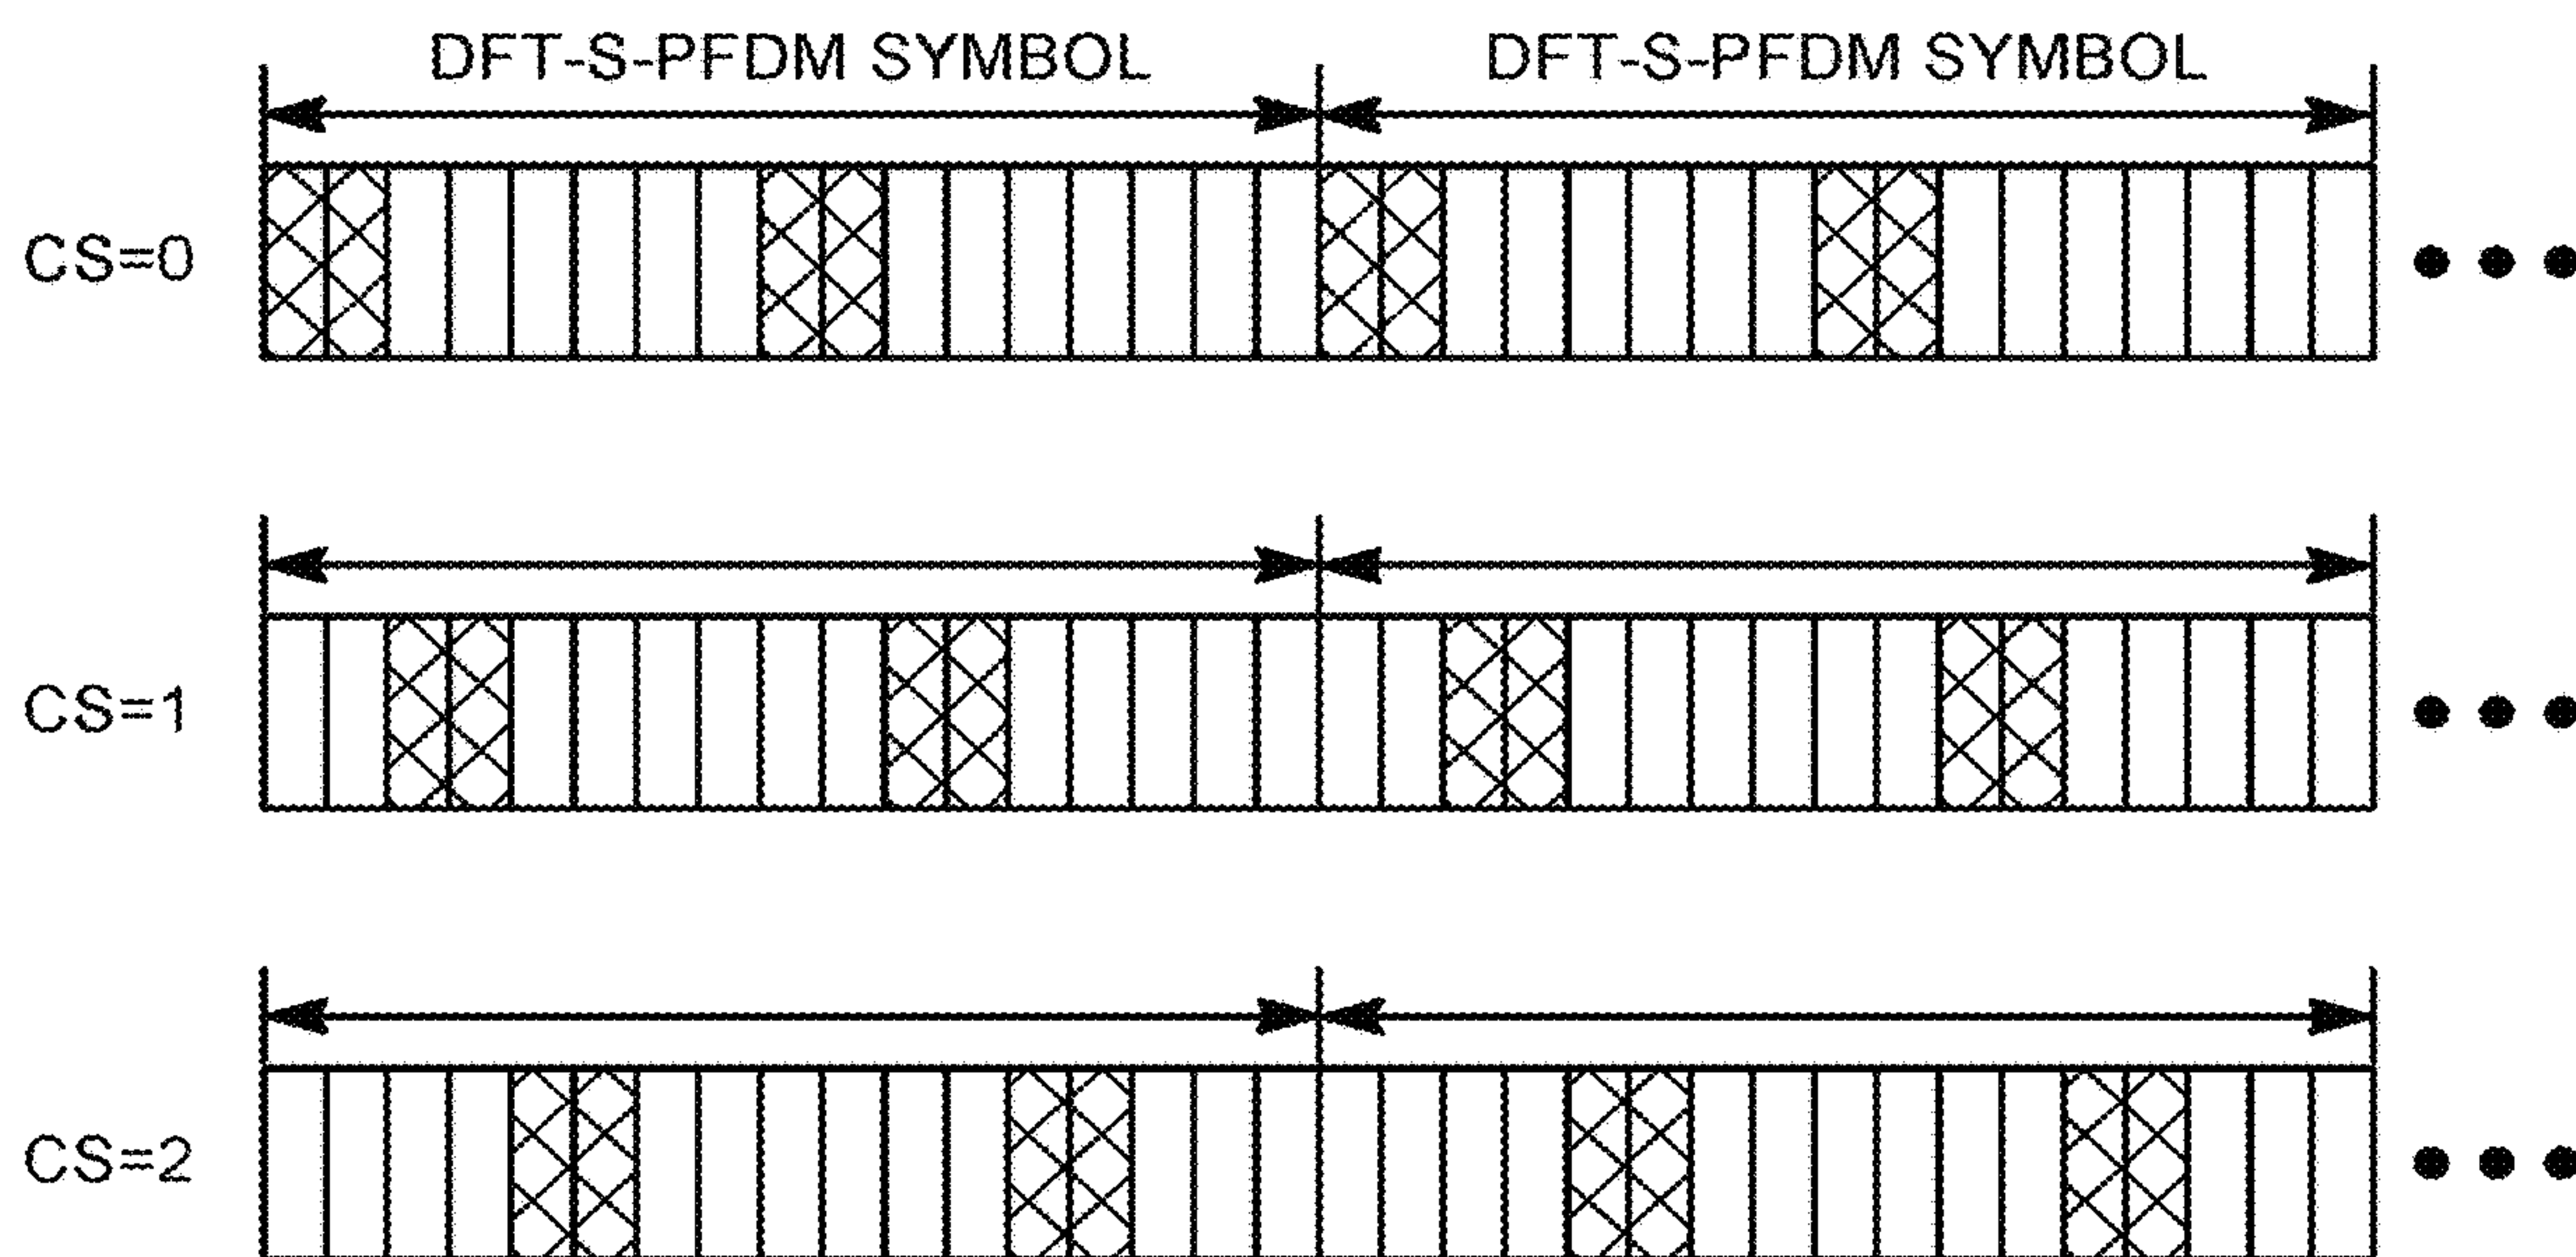 DFT-S-PFDM SYMBOL DFT-S-PFDM SYMBOL
CS=0
CS=1
CS=2